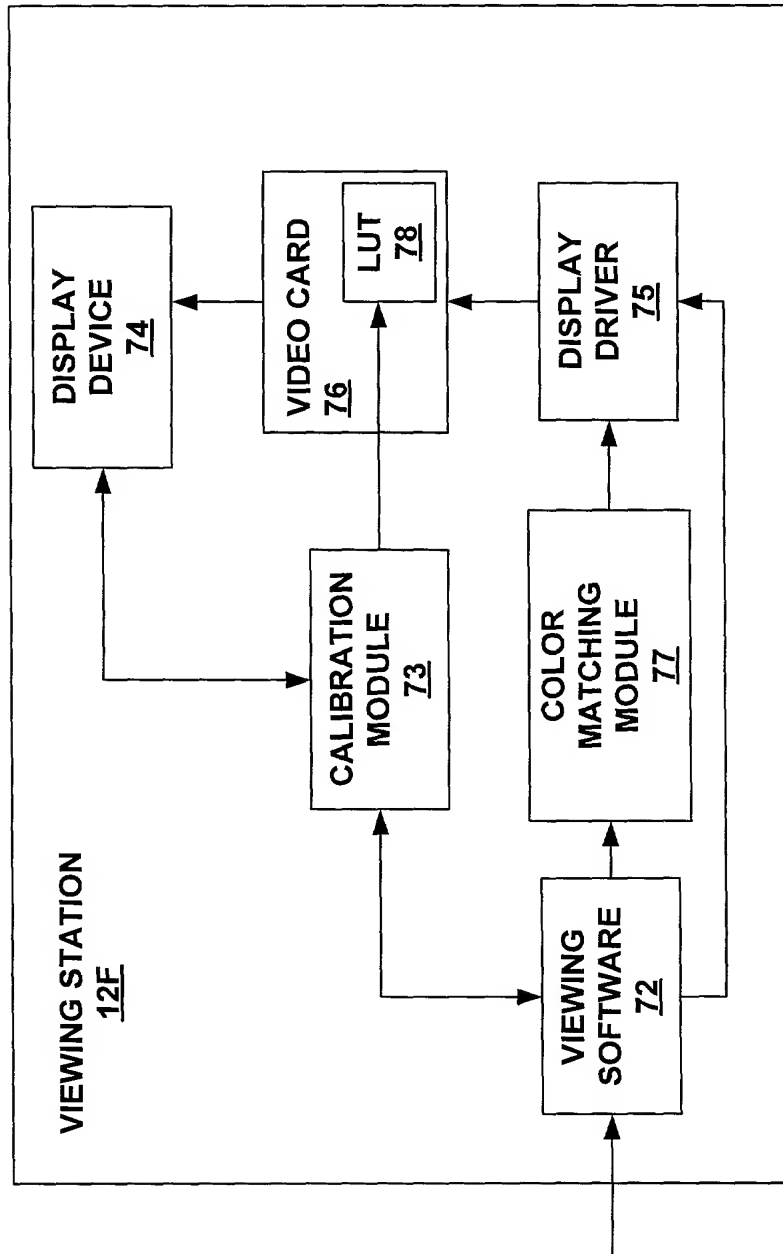 VIEWING STATION
12F
DISPLAY
DEVICE
74
VIDEO CARD
76
LUT
78
CALIBRATION
MODULE
73
DISPLAY
DRIVER
75
COLOR
MATCHING
MODULE
77
VIEWING
SOFTWARE
72